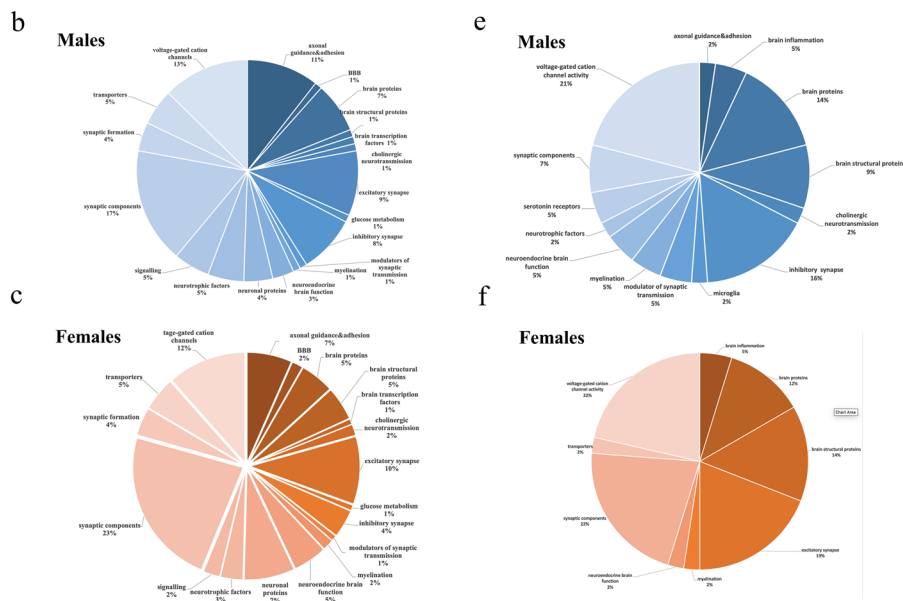 b
Males
voltage-gated cation
channels
13%
axonal
guidance&adhesion
11%
BBB
1%
brain proteins
7%
brain structural proteins
1%
brain transcription
factors 1%
cholinergic
neurotransmission
1%
excitatory synapse
9%
glucose metabolism
1%
inhibitory synapse
8%
modulators of
synaptic
transmission
1%
myelination
1%
neuroendocrine
brain function
3%
neuronal proteins
4%
neurotrophic factors
5%
signalling
5%
synaptic components
17%
synaptic formation
4%
transporters
5%
e
Males
axonal guidance&adhesion
2%
brain inflammation
5%
brain proteins
14%
brain structural protein
9%
cholinergic
neurotransmission
2%
inhibitory synapse
16%
microglia
2%
modulator of synaptic
transmission
5%
myelination
5%
neuroendocrine brain
function
5%
neurotrophic factors
2%
serotonin receptors
5%
synaptic components
7%
voltage-gated cation
channel activity
21%
c
Females
tage-gated cation
channels
12%
axonal guidance&adhesion
7%
BBB
2%
brain proteins
5%
brain structural
proteins
5%
brain transcription
factors
1%
cholinergic
neurotransmission
2%
excitatory synapse
10%
glucose metabolism
1%
inhibitory synapse
4%
modulators of synaptic
transmission
1%
myelination
2%
neuroendocrine brain
function
5%
neuronal proteins
neurotrophic factors
3%
signalling
2%
synaptic components
23%
synaptic formation
4%
transporters
5%
f
Females
brain inflammation
5%
brain proteins
12%
Chart Area
brain structural proteins
14%
excitatory synapse
19%
myelination
2%
neuroendocrine brain
function
2%
synaptic components
22%
transporters
2%
voltage-gated cation
channel activity
22%